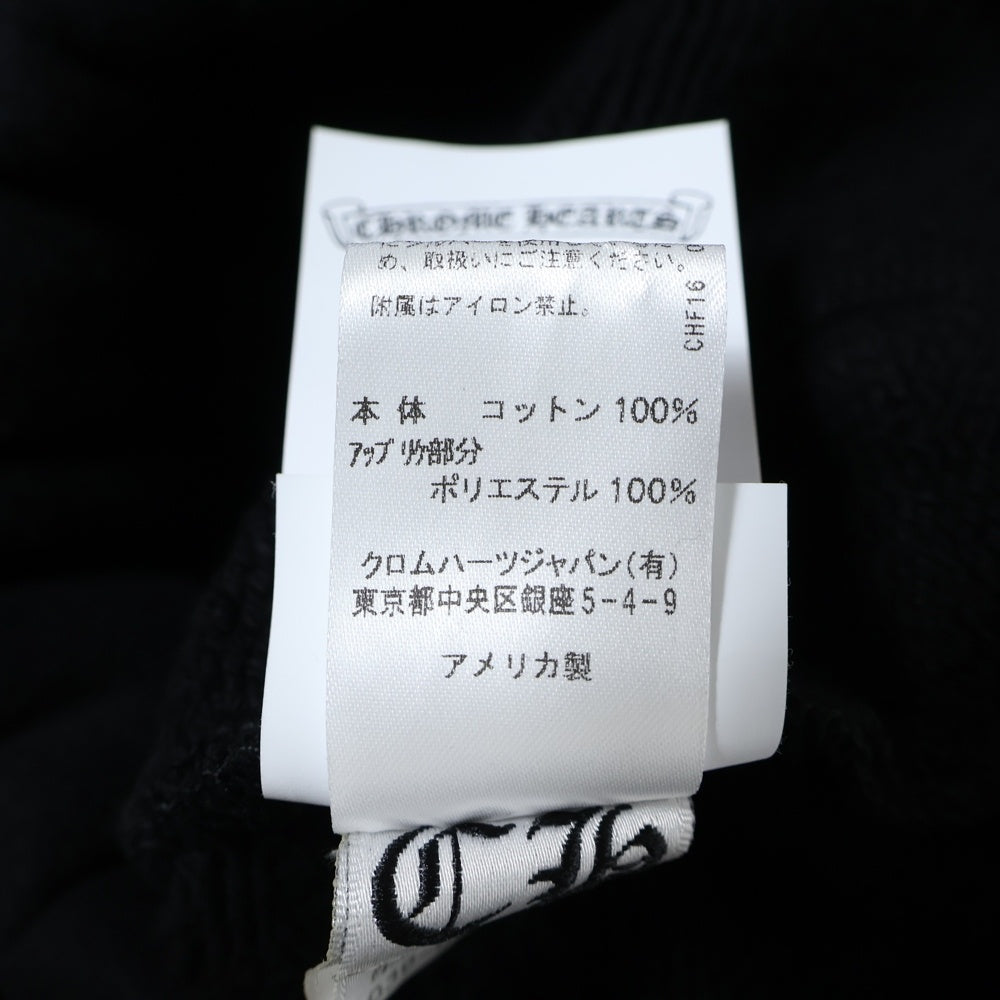 CHROME HEARTS
め、取扱いにご注意ください。
附属はアイロン禁止。
CHF16
本体 コットン 100%
アップリケ部分
ポリエステル 100%
クロムハーツジャパン(有)
東京都中央区銀座5-4-9
アメリカ製
CH